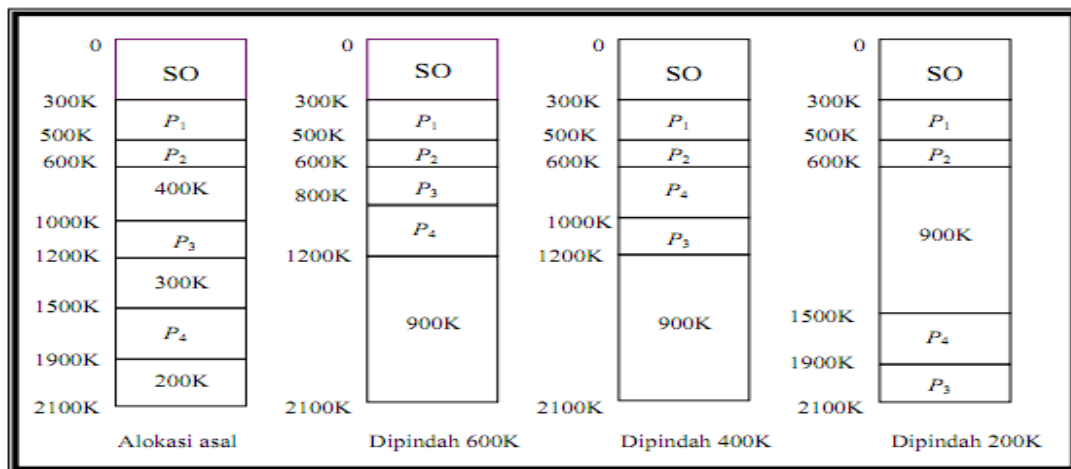 0
SO
300K
P1
500K
P2
600K
400K
1000K
P3
1200K
300K
1500K
P4
1900K
200K
2100K
Alokasi asal
0
SO
300K
P1
500K
P2
600K
P3
800K
P4
1200K
900K
2100K
Dipindah 600K
0
SO
300K
P1
500K
P2
600K
P4
1000K
P3
1200K
900K
2100K
Dipindah 400K
0
SO
300K
P1
500K
P2
600K
900K
1500K
P4
1900K
P3
2100K
Dipindah 200K